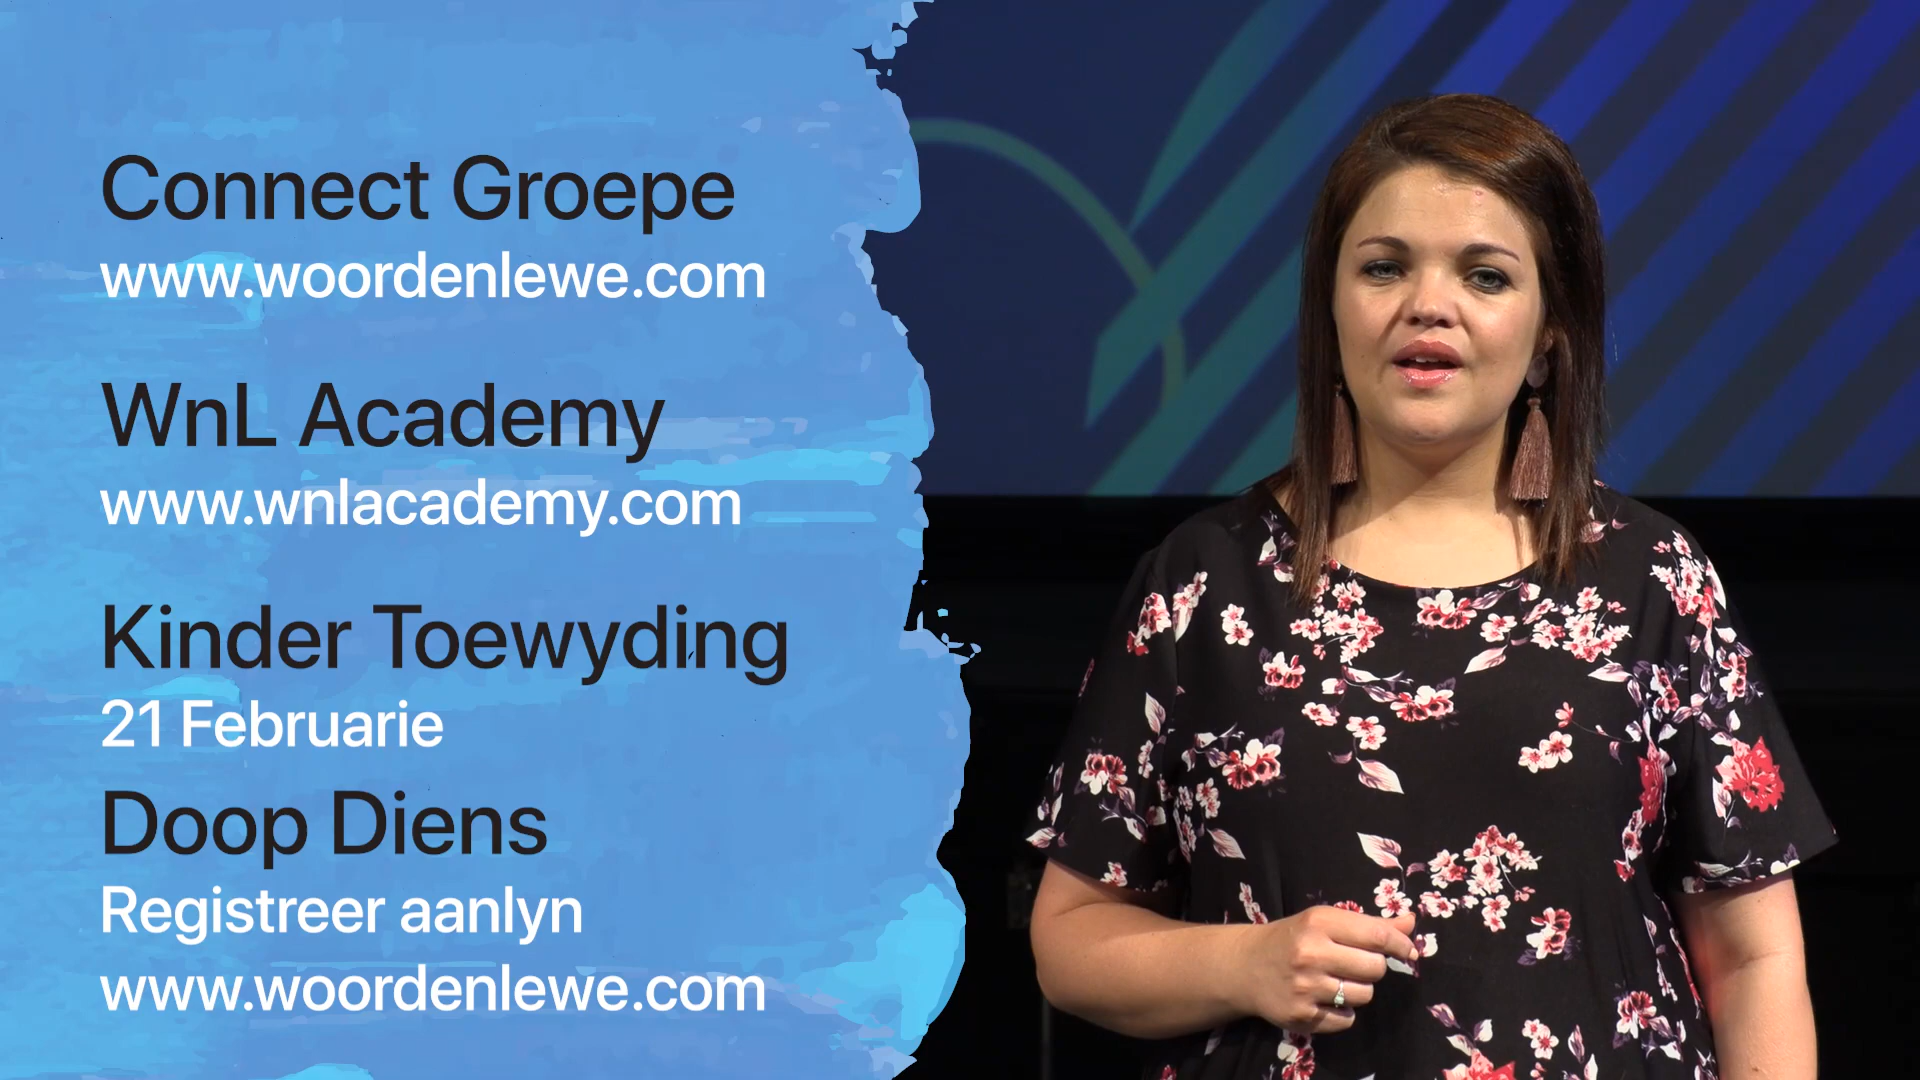 Connect Groepe
www.woordenlewe.com
WnL Academy
www.wnlacademy.com
Kinder Toewyding
21 Februarie
Doop Diens
Registreer aanlyn
www.woordenlewe.com